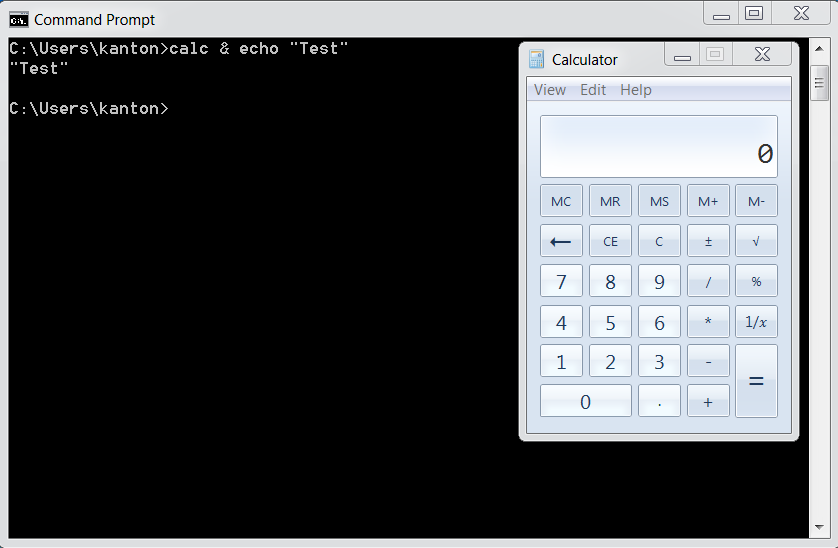 Command Prompt
C:\Users\kanton>calc & echo "Test"
"Test"
C:\Users\kanton>
Calculator
View Edit Help
0
MC MR MS M+ M-
← CE C ± √
7 8 9 / %
4 5 6 * 1/x
1 2 3 - =
0 . +